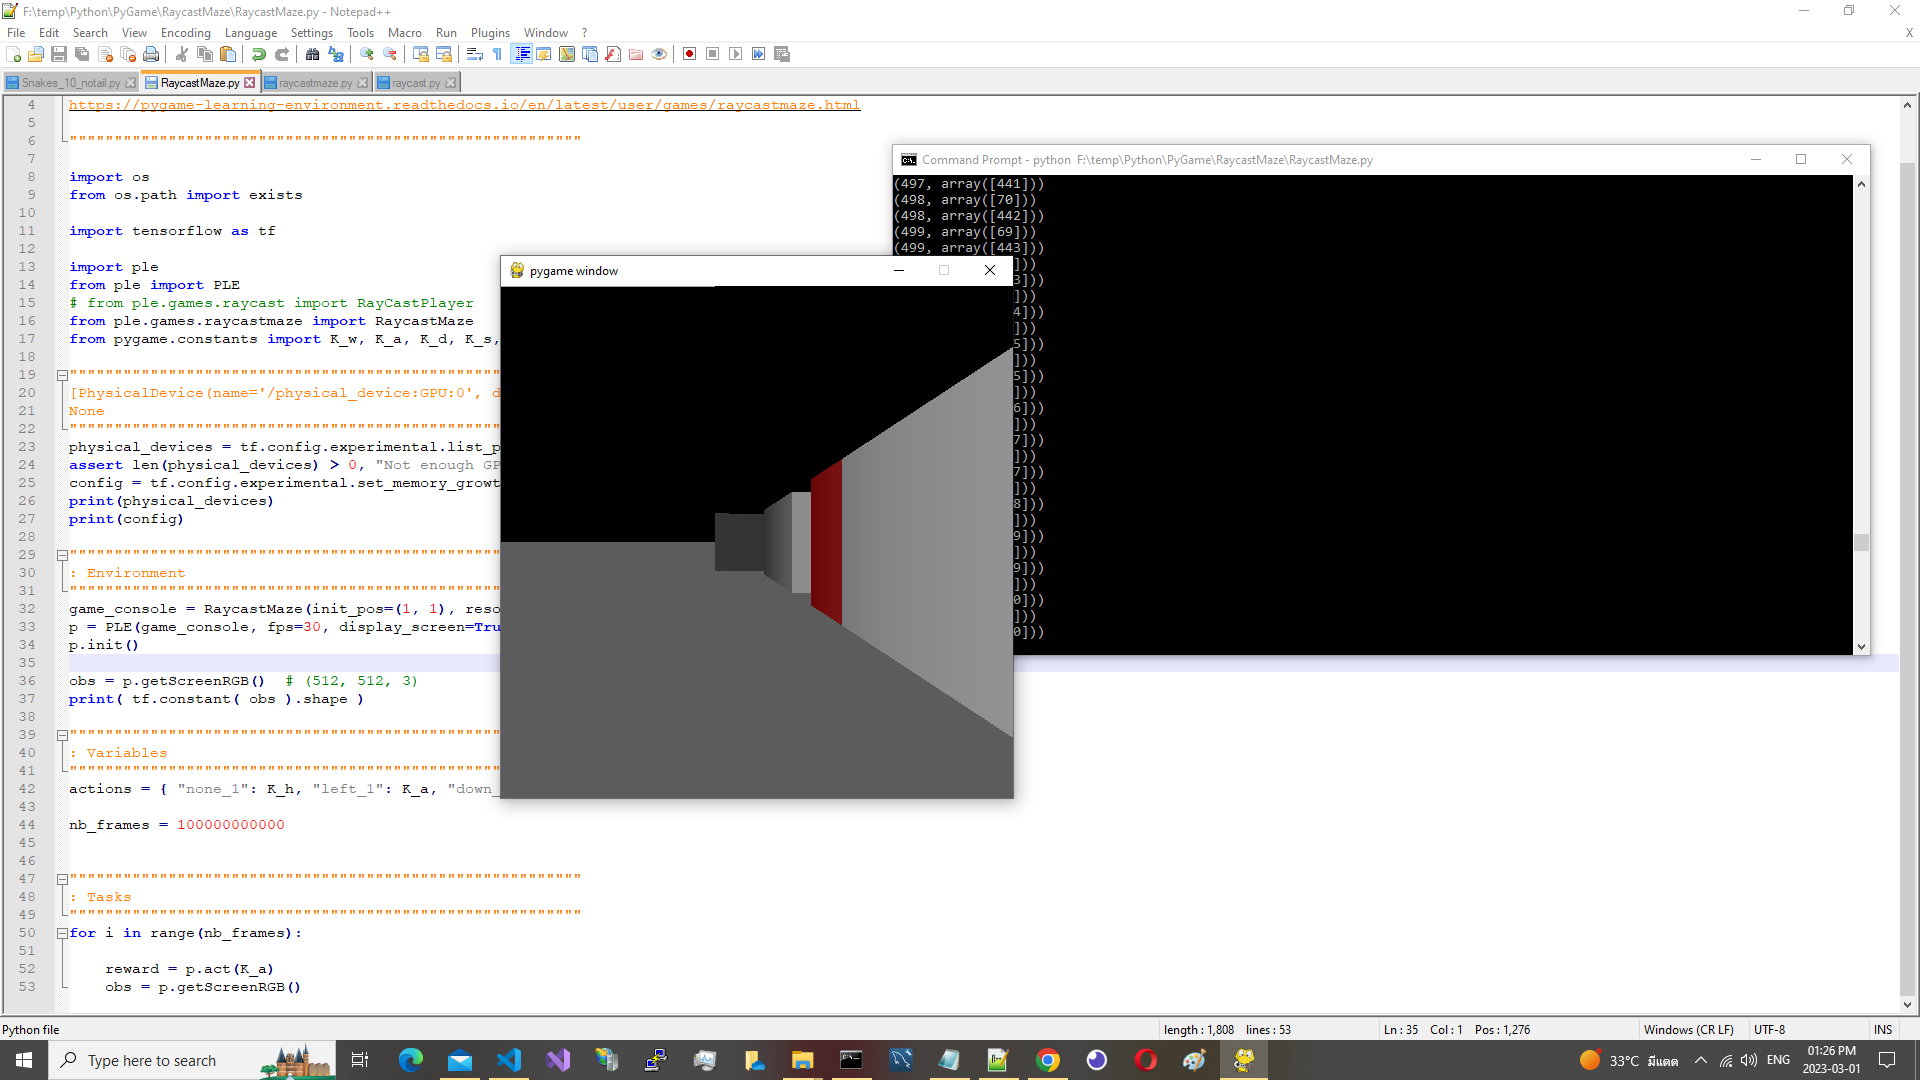 F:\temp\Python\PyGame\RaycastMaze\RaycastMaze.py - Notepad++
File Edit Search View Encoding Language Settings Tools Macro Run Plugins Window ? X
Snakes_10_notail.py RaycastMaze.py raycastmaze.py raycast.py
4 https://pygame-learning-environment.readthedocs.io/en/latest/user/games/raycastmaze.html
5
6 """""""""""""""""""""""""""""""""""""""""""""""""""""""""
7
8 import os
9 from os.path import exists
10
11 import tensorflow as tf
12
13 import ple
14 from ple import PLE
15 # from ple.games.raycast import RayCastPlayer
16 from ple.games.raycastmaze import RaycastMaze
17 from pygame.constants import K_w, K_a, K_d, K_s,
18
19 """"""""""""""""""""""""""""""""""""""""""""""""
20 [PhysicalDevice(name='/physical_device:GPU:0', d
21 None
22 """"""""""""""""""""""""""""""""""""""""""""""""
23 physical_devices = tf.config.experimental.list_p
24 assert len(physical_devices) > 0, "Not enough GP
25 config = tf.config.experimental.set_memory_growt
26 print(physical_devices)
27 print(config)
28
29 """"""""""""""""""""""""""""""""""""""""""""""""
30 : Environment
31 """"""""""""""""""""""""""""""""""""""""""""""""
32 game_console = RaycastMaze(init_pos=(1, 1), reso
33 p = PLE(game_console, fps=30, display_screen=Tru
34 p.init()
35
36 obs = p.getScreenRGB() # (512, 512, 3)
37 print( tf.constant( obs ).shape )
38
39 """"""""""""""""""""""""""""""""""""""""""""""""
40 : Variables
41 """"""""""""""""""""""""""""""""""""""""""""""""
42 actions = { "none_1": K_h, "left_1": K_a, "down_
43
44 nb_frames = 100000000000
45
46
47 """""""""""""""""""""""""""""""""""""""""""""""""""""""""
48 : Tasks
49 """""""""""""""""""""""""""""""""""""""""""""""""""""""""
50 for i in range(nb_frames):
51
52 reward = p.act(K_a)
53 obs = p.getScreenRGB()
Command Prompt - python F:\temp\Python\PyGame\RaycastMaze\RaycastMaze.py
(497, array([441]))
(498, array([70]))
(498, array([442]))
(499, array([69]))
(499, array([443]))
]))
3]))
]))
4]))
]))
5]))
]))
5]))
]))
6]))
]))
7]))
]))
7]))
]))
8]))
]))
9]))
]))
9]))
]))
0]))
]))
0]))
pygame window
Python file length : 1,808 lines : 53 Ln : 35 Col : 1 Pos : 1,276 Windows (CR LF) UTF-8 INS
Type here to search 33°C มีแดด ENG 01:26 PM
2023-03-01